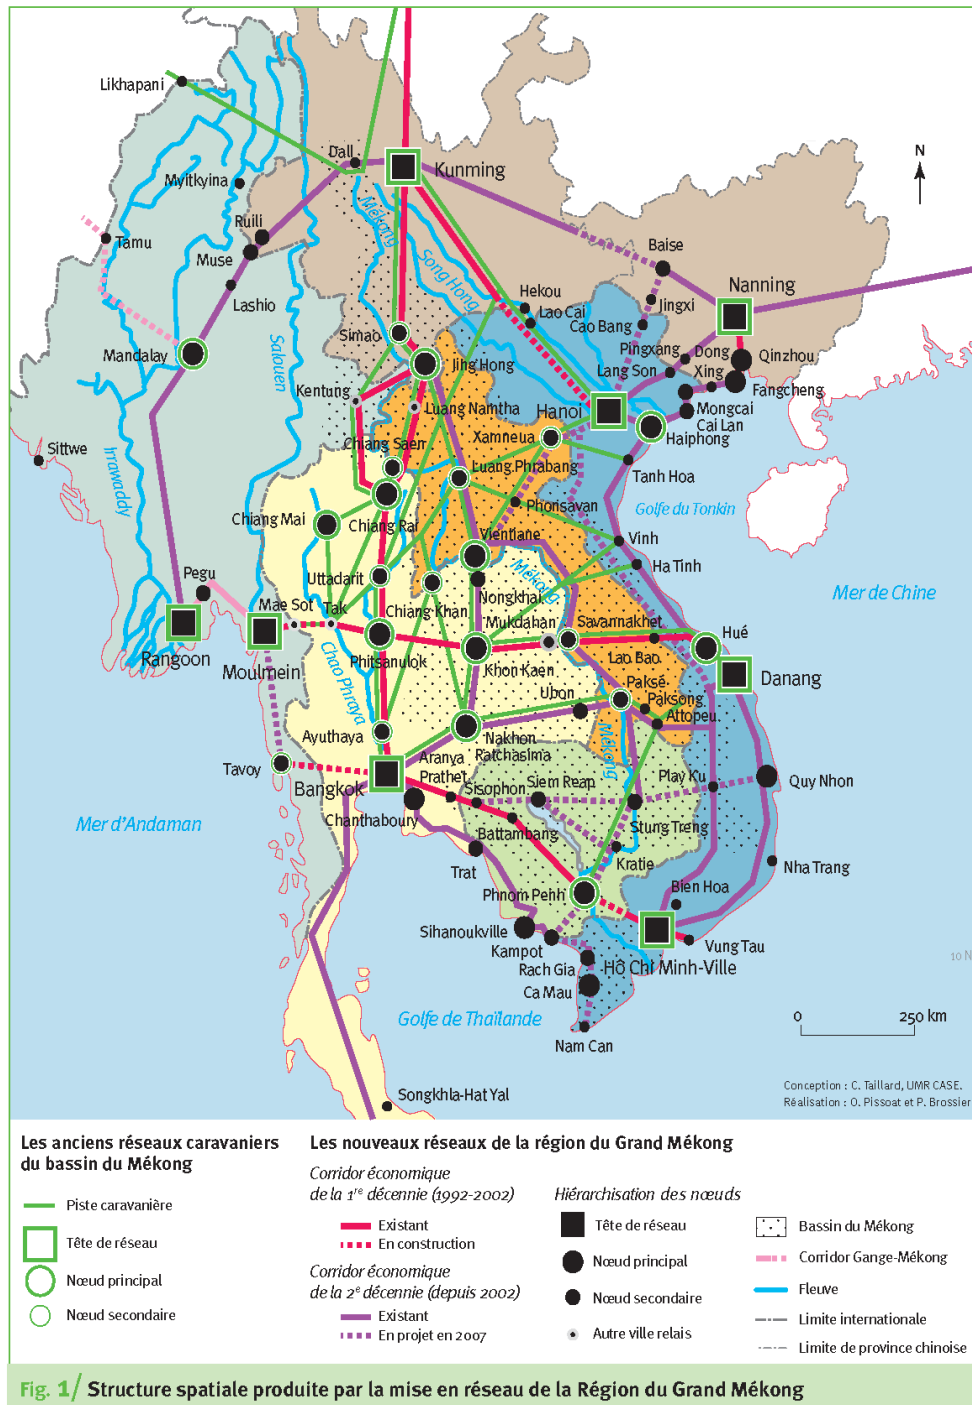 Likhapani
Dall
Kunming
N
Myitkyina
Mékong
Ruili
Tamu
Baise
Muse
Song Hong
Nanning
Lashio
Hekou
Jingxi
Lao Cai
Cao Bang
Salouen
Simao
Pingxang
Dong
Xing
Qinzhou
Mandalay
Jing Hong
Lang Son
Fangcheng
Kentung
Luang Namtha
Hanoi
Mongcai
Cai Lan
Xamneua
Haiphong
Chiang Saen
Sittwe
Irrawaddy
Luang Phrabang
Tanh Hoa
Phonsavan
Golfe du Tonkin
Chiang Mai
Chiang Rai
Vientiane
Vinh
Mékong
Ha Tinh
Pegu
Uttadarit
Mer de Chine
Nongkhai
Mae Sot
Tak
Chiang Khan
Mukdahan
Savannakhet
Hué
Rangoon
Moulmein
Phitsanulok
Khon Kaen
Lao Bao
Danang
Chao Phraya
Paksé
Ubon
Paksong
Attopeu
Ayuthaya
Nakhon
Ratchasima
Mékong
Tavoy
Aranya
Prathet
Bangkok
Sisophon
Siem Reap
Play Ku
Quy Nhon
Chanthaboury
Mer d'Andaman
Battambang
Stung Treng
Trat
Kratie
Nha Trang
Phnom Penh
Bien Hoa
Sihanoukville
Vung Tau
Kampot
Rach Gia
Hô Chi Minh-Ville
10 N
Ca Mau
Golfe de Thaïlande
0
250 km
Nam Can
Conception : C. Taillard, UMR CASE.
Réalisation : O. Pissoat et P. Brossier
Songkhla-Hat Yal
Les anciens réseaux caravaniers
du bassin du Mékong
Piste caravanière
Tête de réseau
Nœud principal
Nœud secondaire
Les nouveaux réseaux de la région du Grand Mékong
Corridor économique
de la 1re décennie (1992-2002)
Existant
En construction
Corridor économique
de la 2e décennie (depuis 2002)
Existant
En projet en 2007
Hiérarchisation des nœuds
Tête de réseau
Nœud principal
Nœud secondaire
Autre ville relais
Bassin du Mékong
Corridor Gange-Mékong
Fleuve
Limite internationale
Limite de province chinoise
Fig. 1/ Structure spatiale produite par la mise en réseau de la Région du Grand Mékong